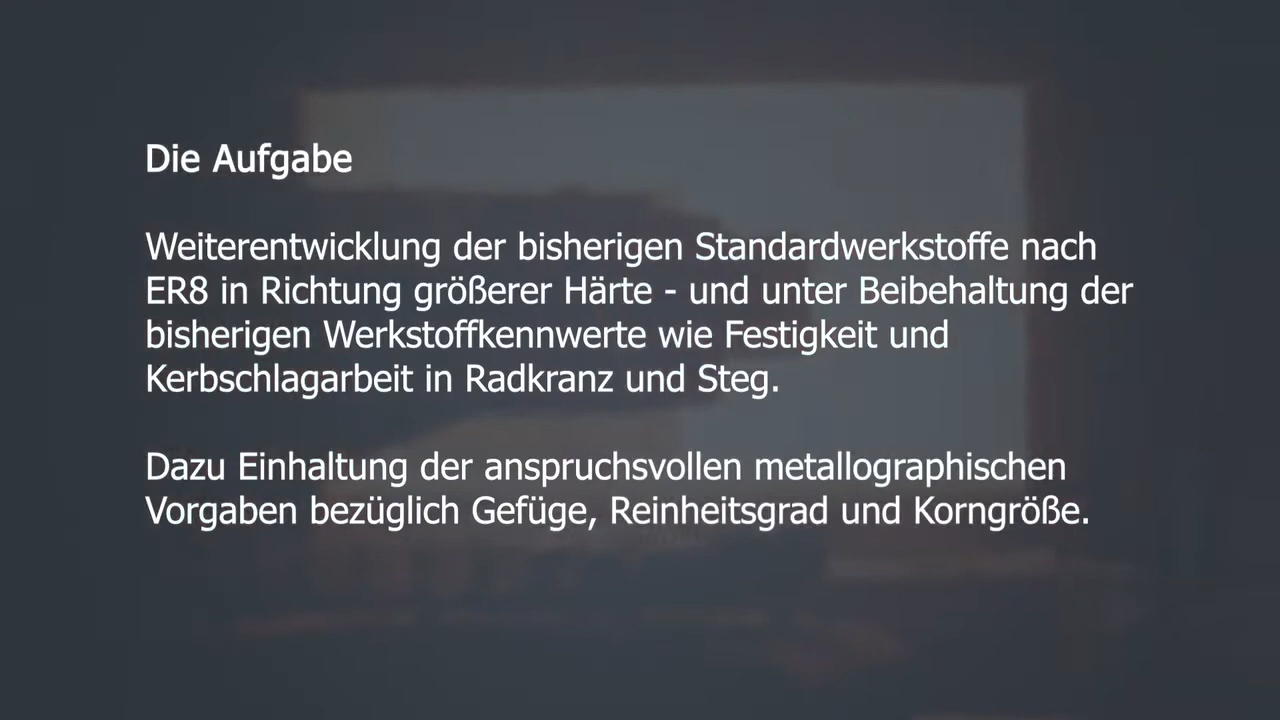 Die Aufgabe
Weiterentwicklung der bisherigen Standardwerkstoffe nach
ER8 in Richtung größerer Härte - und unter Beibehaltung der
bisherigen Werkstoffkennwerte wie Festigkeit und
Kerbschlagarbeit in Radkranz und Steg.
Dazu Einhaltung der anspruchsvollen metallographischen
Vorgaben bezüglich Gefüge, Reinheitsgrad und Korngröße.